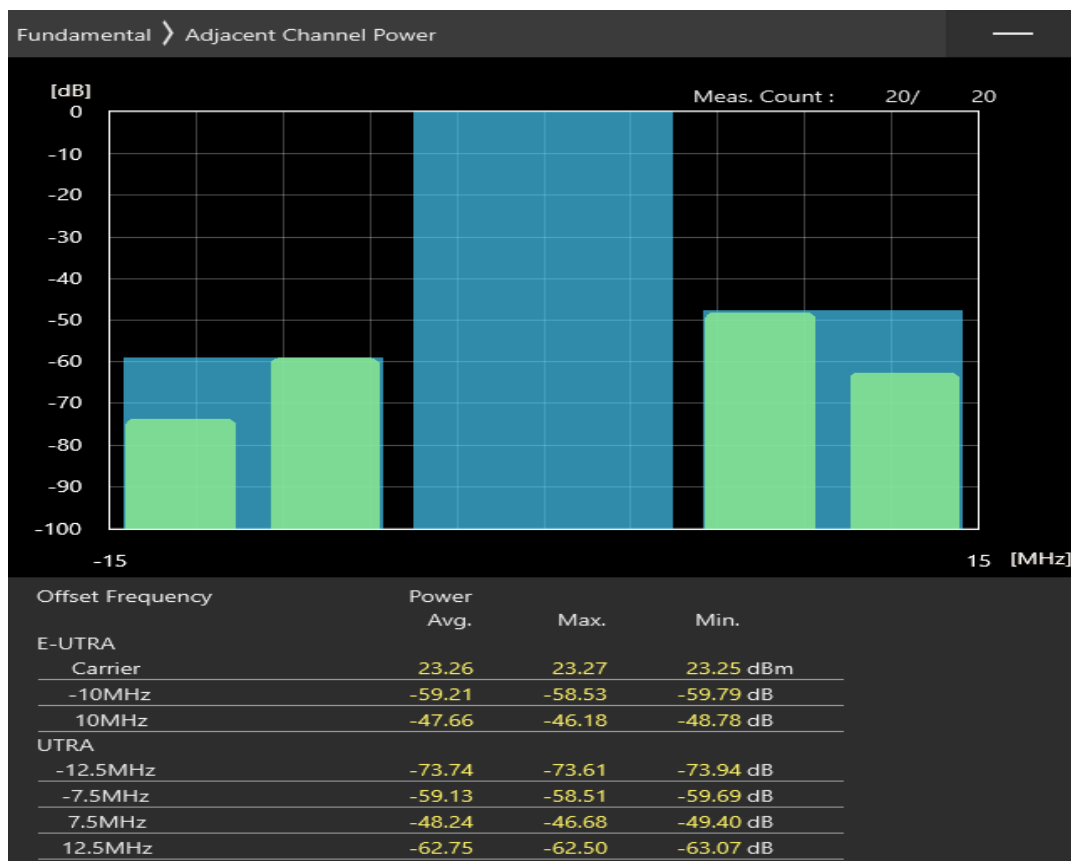 Fundamental ❯ Adjacent Channel Power
[dB]
Meas. Count : 20/ 20
0
-10
-20
-30
-40
-50
-60
-70
-80
-90
-100
-15 15 [MHz]
Offset Frequency Power
Avg. Max. Min.
E-UTRA
Carrier 23.26 23.27 23.25 dBm
-10MHz -59.21 -58.53 -59.79 dB
10MHz -47.66 -46.18 -48.78 dB
UTRA
-12.5MHz -73.74 -73.61 -73.94 dB
-7.5MHz -59.13 -58.51 -59.69 dB
7.5MHz -48.24 -46.68 -49.40 dB
12.5MHz -62.75 -62.50 -63.07 dB